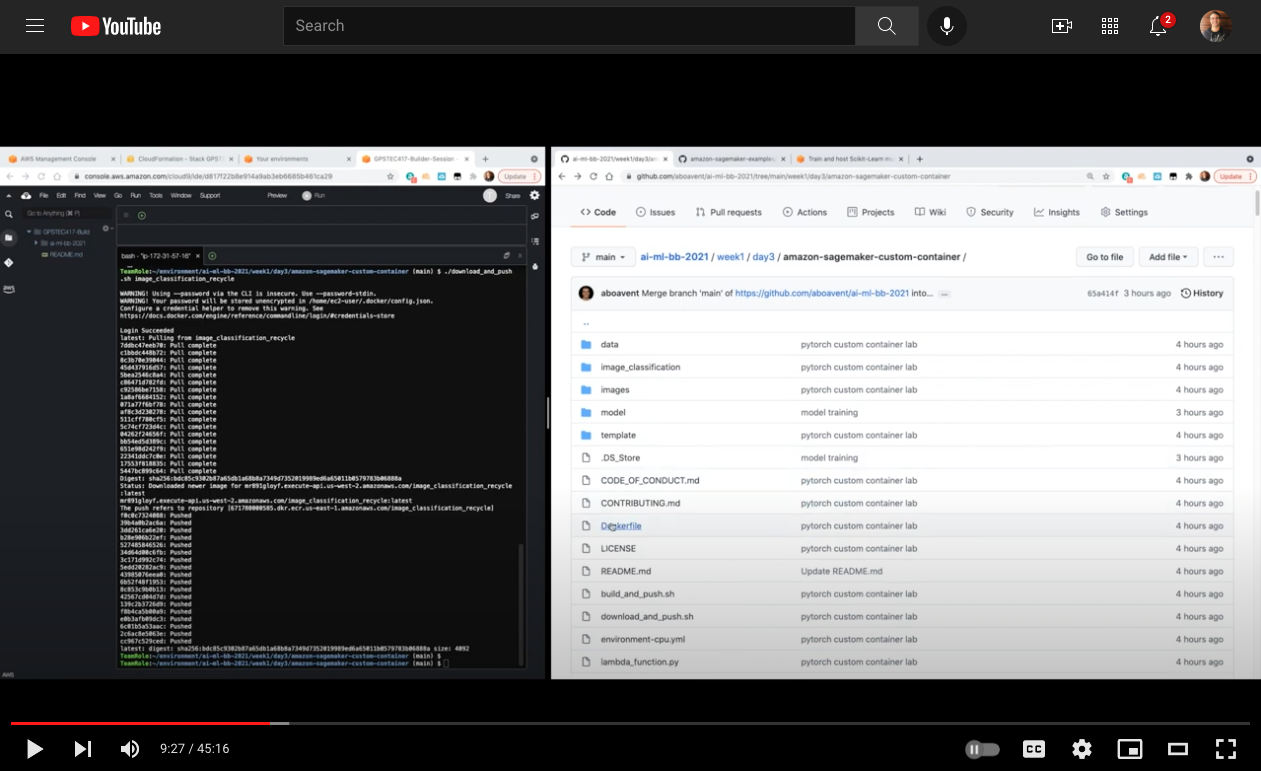 YouTube
Search
2
AWS Management Console
CloudFormation - Stack GPST
Your environments
GPSTEC417-Builder-Session -
console.aws.amazon.com/cloud9/ide/d817f22b8e914a9ab3eb6685b461ca29
Update
File Edit Find View Go Run Tools Window Support Preview Run Share
Go to Anything (⌘ P)
GPSTEC417-Build
ai-ml-bb-2021
README.md
bash - "ip-172-31-57-16"
TeamRole:~/environment/ai-ml-bb-2021/week1/day3/amazon-sagemaker-custom-container (main) $ ./download_and_push
.sh image_classification_recycle
WARNING! Using --password via the CLI is insecure. Use --password-stdin.
WARNING! Your password will be stored unencrypted in /home/ec2-user/.docker/config.json.
Configure a credential helper to remove this warning. See
https://docs.docker.com/engine/reference/commandline/login/#credentials-store
Login Succeeded
latest: Pulling from image_classification_recycle
7ddbc47eeb70: Pull complete
c1bbdc448b72: Pull complete
8c3b70e39044: Pull complete
45d437916d57: Pull complete
5bea2546c8a4: Pull complete
c86471d782fd: Pull complete
c92586be7158: Pull complete
1a8af6684152: Pull complete
071a77f6bf78: Pull complete
af8c3d230278: Pull complete
511cff780cf5: Pull complete
5c74cf723d4c: Pull complete
04262f24656f: Pull complete
bb54ed5d389c: Pull complete
651e98d242f9: Pull complete
22341ddc7c0e: Pull complete
17553f818835: Pull complete
5447bc899c64: Pull complete
Digest: sha256:bdc85c9302b87a65db1a68b8a7349d7352019989ed6a65011b0579783b06888a
Status: Downloaded newer image for mr891gloyf.execute-api.us-west-2.amazonaws.com/image_classification_recycle
:latest
mr891gloyf.execute-api.us-west-2.amazonaws.com/image_classification_recycle:latest
The push refers to repository [671780000585.dkr.ecr.us-east-1.amazonaws.com/image_classification_recycle]
f0c0c7324088: Pushed
39b4a0b2ac6a: Pushed
3dd261ca6e20: Pushed
b28e906b22ef: Pushed
527485846526: Pushed
34d64d00c6fb: Pushed
3c171d992c74: Pushed
5edd20282ac9: Pushed
43985076eea0: Pushed
6b52f48f1953: Pushed
8c853c9b0b13: Pushed
42567cd04d7d: Pushed
139c2b3726d9: Pushed
f8b4ca5b00a9: Pushed
e0b3afb09dc3: Pushed
6c01b5a53aac: Pushed
2c6ac8e5063e: Pushed
cc967c529ced: Pushed
latest: digest: sha256:bdc85c9302b87a65db1a68b8a7349d7352019989ed6a65011b0579783b06888a size: 4092
TeamRole:~/environment/ai-ml-bb-2021/week1/day3/amazon-sagemaker-custom-container (main) $
TeamRole:~/environment/ai-ml-bb-2021/week1/day3/amazon-sagemaker-custom-container (main) $
AWS
ai-ml-bb-2021/week1/day3/am
amazon-sagemaker-examples
Train and host Scikit-Learn m
github.com/aboavent/ai-ml-bb-2021/tree/main/week1/day3/amazon-sagemaker-custom-container
Update
Code Issues Pull requests Actions Projects Wiki Security Insights Settings
main ai-ml-bb-2021 / week1 / day3 / amazon-sagemaker-custom-container / Go to file Add file ...
aboavent Merge branch 'main' of https://github.com/aboavent/ai-ml-bb-2021 into... ... 65a414f 3 hours ago History
..
data pytorch custom container lab 4 hours ago
image_classification pytorch custom container lab 4 hours ago
images pytorch custom container lab 4 hours ago
model model training 3 hours ago
template pytorch custom container lab 4 hours ago
.DS_Store model training 3 hours ago
CODE_OF_CONDUCT.md pytorch custom container lab 4 hours ago
CONTRIBUTING.md pytorch custom container lab 4 hours ago
Dockerfile pytorch custom container lab 4 hours ago
LICENSE pytorch custom container lab 4 hours ago
README.md Update README.md 4 hours ago
build_and_push.sh pytorch custom container lab 4 hours ago
download_and_push.sh pytorch custom container lab 4 hours ago
environment-cpu.yml pytorch custom container lab 4 hours ago
lambda_function.py pytorch custom container lab 4 hours ago
9:27 / 45:16
CC